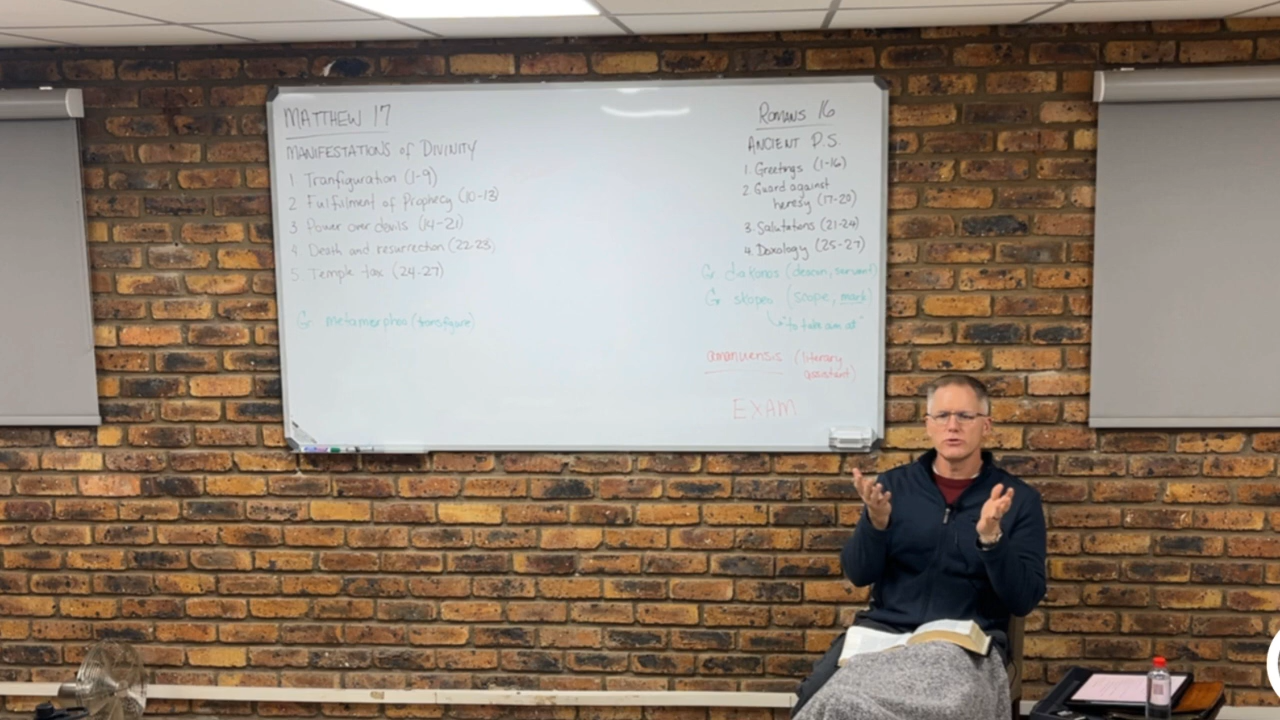 MATTHEW 17
MANIFESTATIONS of DIVINITY
1 Tranfiguration (1-9)
2 Fulfilment of Prophecy (10-13)
3 Power over devils (14-21)
4 Death and resurrection (22-23)
5 Temple tax (24-27)
Gr metamorphoo (transfigure)
Romans 16
ANCIENT P.S.
1. Greetings (1-16)
2. Guard against
heresy (17-20)
3. Salutations (21-24)
4. Doxology (25-27)
Gr diakonos (deacon, servant)
Gr skopeo (scope, mark)
"to take aim at"
amanuensis (literary
assistant)
EXAM